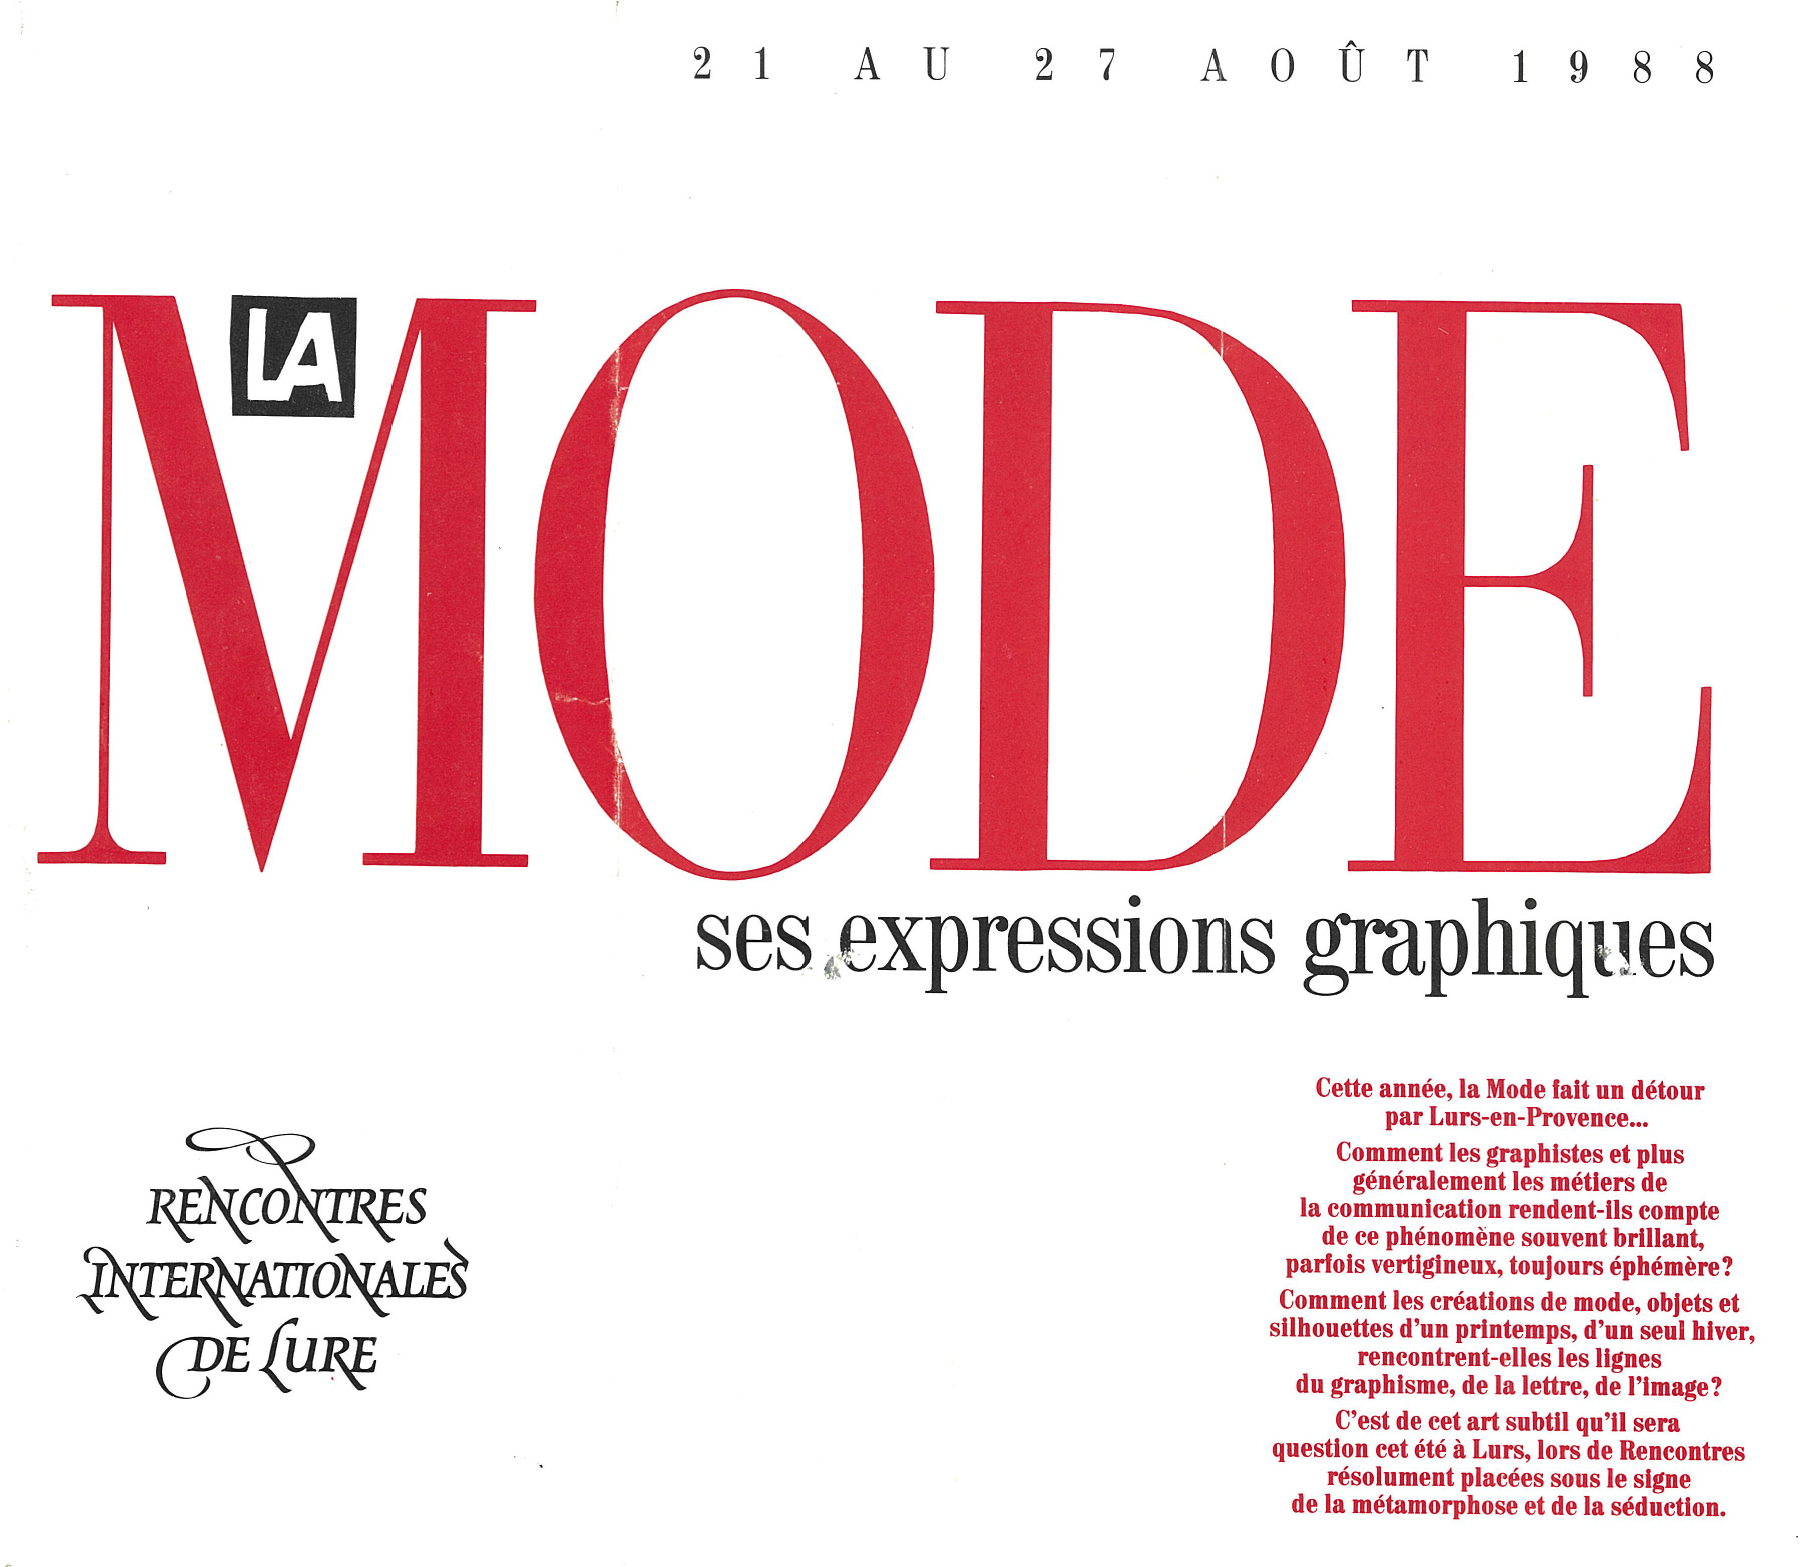 21 AU 27 AOÛT 1988
LA
MODE
ses expressions graphiques
RENCONTRES
INTERNATIONALES
DE LURE
Cette année, la Mode fait un détour
par Lurs-en-Provence...
Comment les graphistes et plus
généralement les métiers de
la communication rendent-ils compte
de ce phénomène souvent brillant,
parfois vertigineux, toujours éphémère?
Comment les créations de mode, objets et
silhouettes d'un printemps, d'un seul hiver,
rencontrent-elles les lignes
du graphisme, de la lettre, de l'image?
C'est de cet art subtil qu'il sera
question cet été à Lurs, lors de Rencontres
résolument placées sous le signe
de la métamorphose et de la séduction.